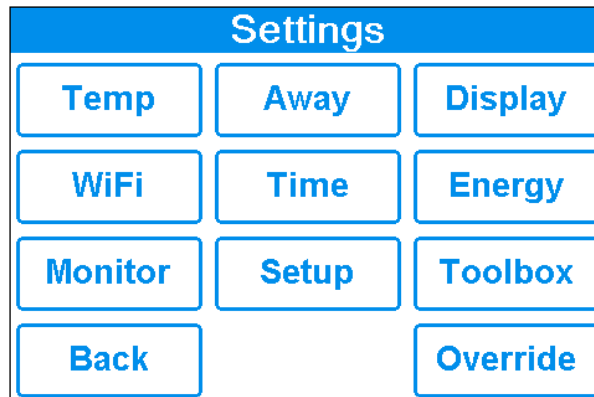 Settings
Temp Away Display
WiFi Time Energy
Monitor Setup Toolbox
Back Override